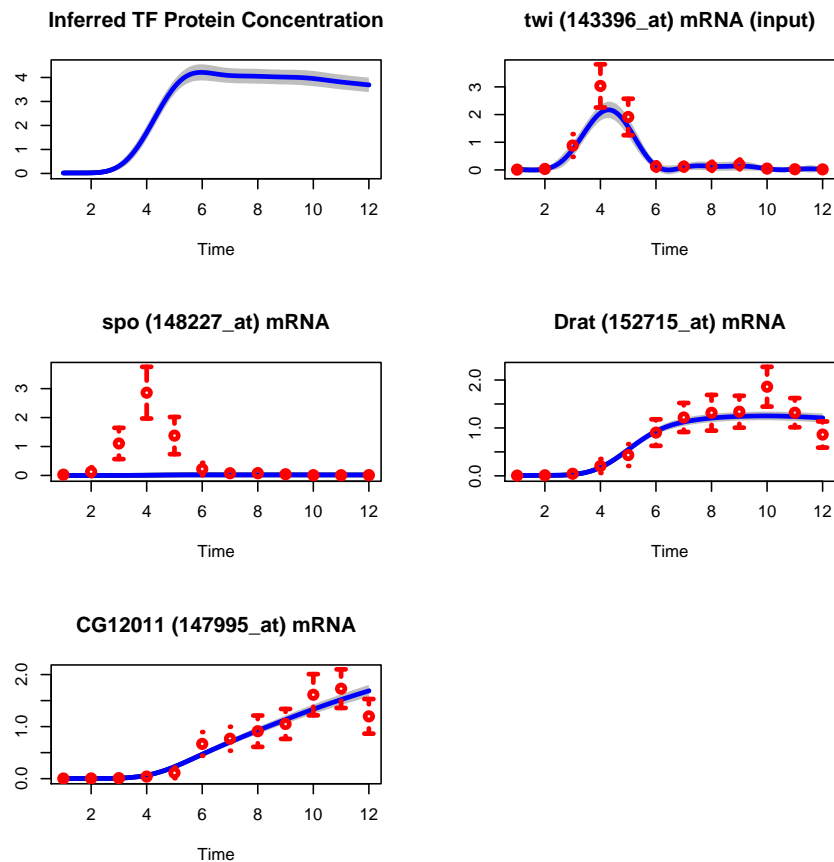 Inferred TF Protein Concentration
0 1 2 3 4
2 4 6 8 10 12
Time
twi (143396_at) mRNA (input)
0 1 2 3
2 4 6 8 10 12
Time
spo (148227_at) mRNA
0 1 2 3
2 4 6 8 10 12
Time
Drat (152715_at) mRNA
0.0 1.0 2.0
2 4 6 8 10 12
Time
CG12011 (147995_at) mRNA
0.0 1.0 2.0
2 4 6 8 10 12
Time